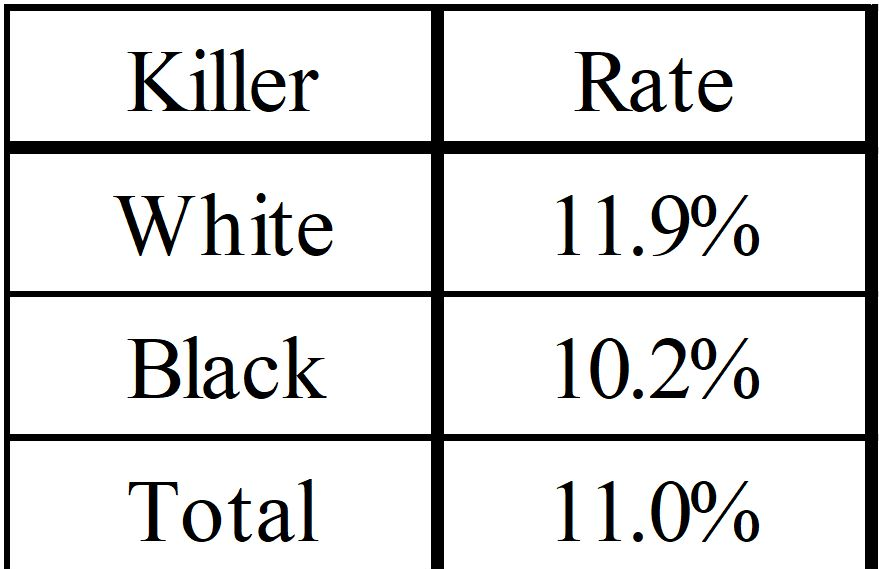 Killer Rate
White 11.9%
Black 10.2%
Total 11.0%